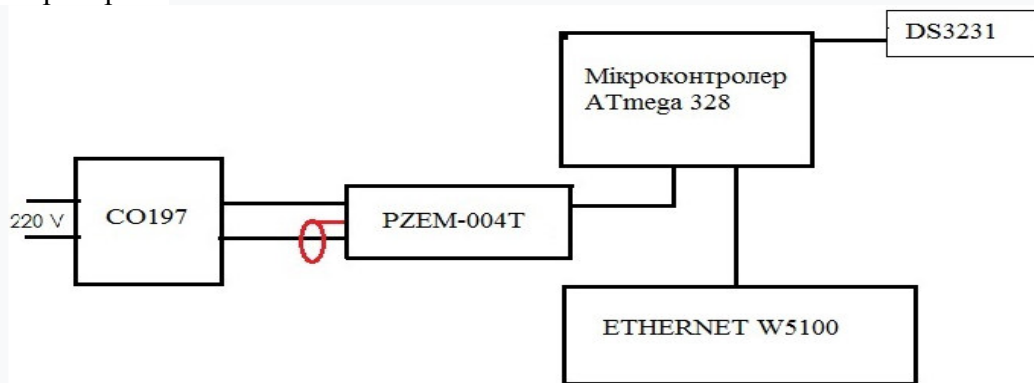 DS3231
Мікроконтролер
ATmega 328
220 V
CO197
PZEM-004T
ETHERNET W5100